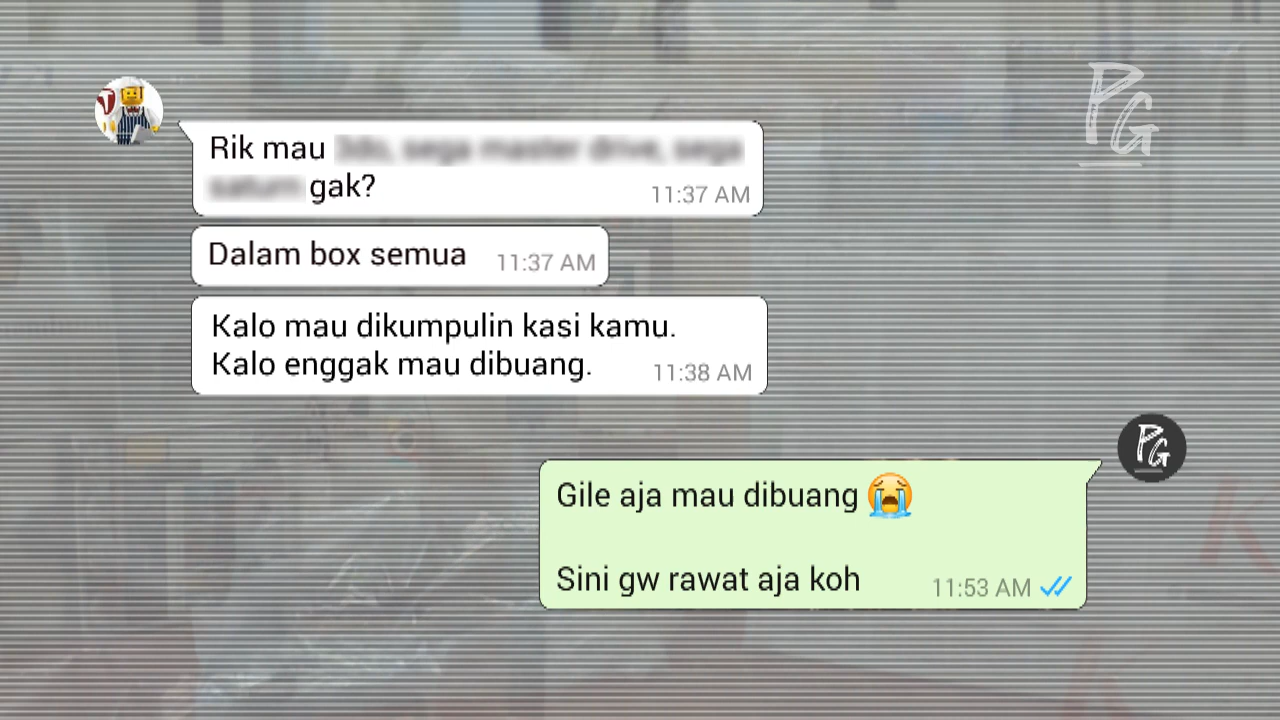 PG
Rik mau
gak?
11:37 AM
Dalam box semua 11:37 AM
Kalo mau dikumpulin kasi kamu.
Kalo enggak mau dibuang. 11:38 AM
PG
Gile aja mau dibuang 😭
Sini gw rawat aja koh 11:53 AM